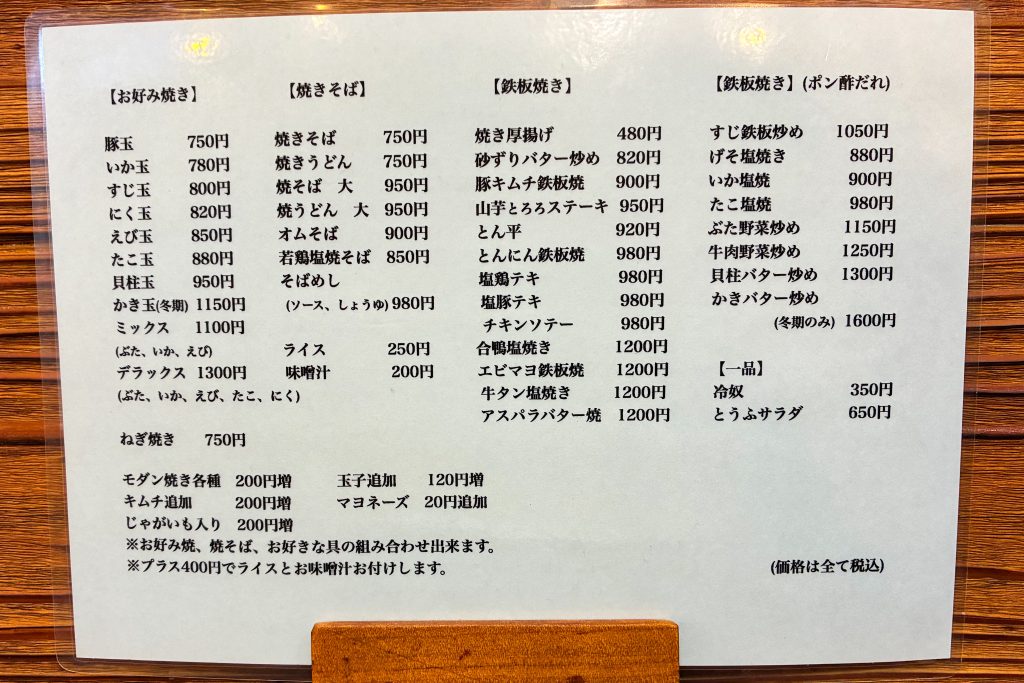 【お好み焼き】
豚玉 750円
いか玉 780円
すじ玉 800円
にく玉 820円
えび玉 850円
たこ玉 880円
貝柱玉 950円
かき玉(冬期) 1150円
ミックス 1100円
(ぶた、いか、えび)
デラックス 1300円
(ぶた、いか、えび、たこ、にく)
ねぎ焼き 750円
【焼きそば】
焼きそば 750円
焼きうどん 750円
焼そば 大 950円
焼うどん 大 950円
オムそば 900円
若鶏塩焼そば 850円
そばめし
(ソース、しょうゆ) 980円
ライス 250円
味噌汁 200円
【鉄板焼き】
焼き厚揚げ 480円
砂ずりバター炒め 820円
豚キムチ鉄板焼 900円
山芋とろろステーキ 950円
とん平 920円
とんにん鉄板焼 980円
塩鶏テキ 980円
塩豚テキ 980円
チキンソテー 980円
合鴨塩焼き 1200円
エビマヨ鉄板焼 1200円
牛タン塩焼き 1200円
アスパラバター焼 1200円
【鉄板焼き】(ポン酢だれ)
すじ鉄板炒め 1050円
げそ塩焼き 880円
いか塩焼 900円
たこ塩焼 980円
ぶた野菜炒め 1150円
牛肉野菜炒め 1250円
貝柱バター炒め 1300円
かきバター炒め
(冬期のみ) 1600円
【一品】
冷奴 350円
とうふサラダ 650円
モダン焼き各種 200円増 玉子追加 120円増
キムチ追加 200円増 マヨネーズ 20円追加
じゃがいも入り 200円増
※お好み焼、焼そば、お好きな具の組み合わせ出来ます。
※プラス400円でライスとお味噌汁お付けします。
(価格は全て税込)